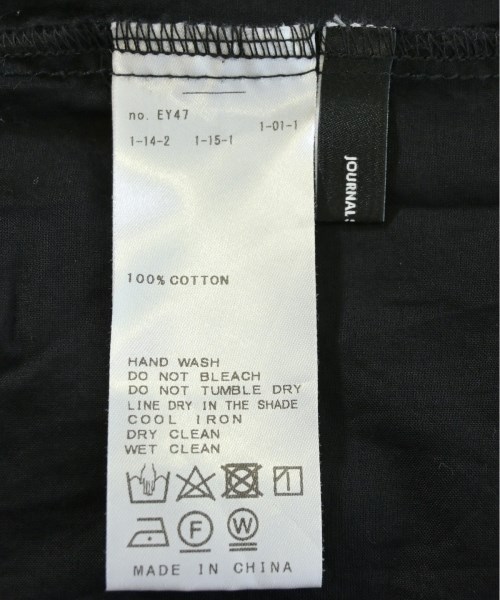 no. EY47
1-14-2 1-15-1 1-01-1
100% COTTON
HAND WASH
DO NOT BLEACH
DO NOT TUMBLE DRY
LINE DRY IN THE SHADE
COOL IRON
DRY CLEAN
WET CLEAN
F W
MADE IN CHINA
JOURNAL